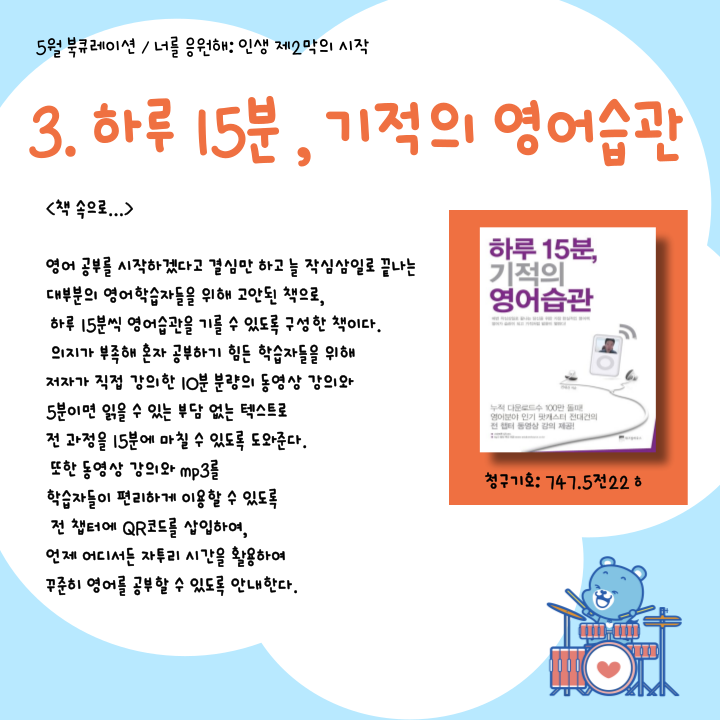 5월 북큐레이션 / 너를 응원해: 인생 제2막의 시작
3. 하루 15분, 기적의 영어습관
<책 속으로...>
영어 공부를 시작하겠다고 결심만 하고 늘 작심삼일로 끝나는
대부분의 영어학습자들을 위해 고안된 책으로,
하루 15분씩 영어습관을 기를 수 있도록 구성한 책이다.
의지가 부족해 혼자 공부하기 힘든 학습자들을 위해
저자가 직접 강의한 10분 분량의 동영상 강의와
5분이면 읽을 수 있는 부담 없는 텍스트로
전 과정을 15분에 마칠 수 있도록 도와준다.
또한 동영상 강의와 mp3를
학습자들이 편리하게 이용할 수 있도록
전 챕터에 QR코드를 삽입하여,
언제 어디서든 자투리 시간을 활용하여
꾸준히 영어를 공부할 수 있도록 안내한다.
하루 15분,
기적의
영어습관
누적 다운로드수 100만 돌파!
영어분야 인기 팟캐스터 전대건의
전 챕터 동영상 강의 제공!
청구기호: 747.5전22ㅎ